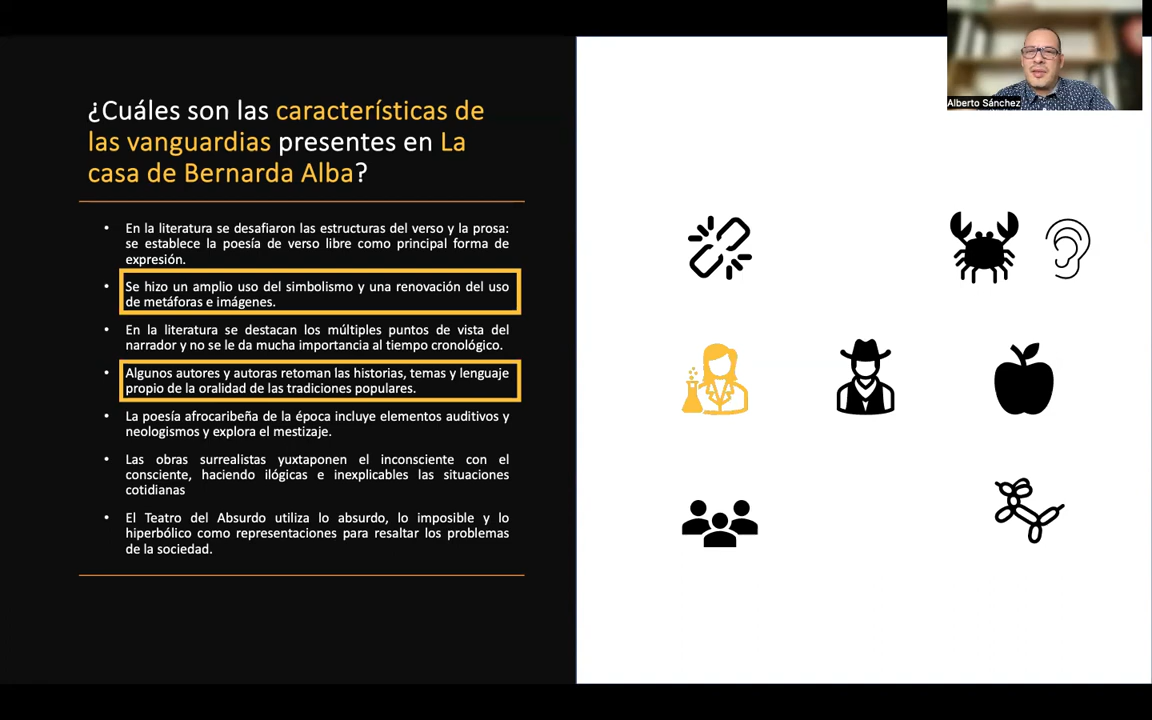 ¿Cuáles son las características de
las vanguardias presentes en La
casa de Bernarda Alba?
• En la literatura se desafiaron las estructuras del verso y la prosa:
se establece la poesía de verso libre como principal forma de
expresión.
• Se hizo un amplio uso del simbolismo y una renovación del uso
de metáforas e imágenes.
• En la literatura se destacan los múltiples puntos de vista del
narrador y no se le da mucha importancia al tiempo cronológico.
• Algunos autores y autoras retoman las historias, temas y lenguaje
propio de la oralidad de las tradiciones populares.
• La poesía afrocaribeña de la época incluye elementos auditivos y
neologismos y explora el mestizaje.
• Las obras surrealistas yuxtaponen el inconsciente con el
consciente, haciendo ilógicas e inexplicables las situaciones
cotidianas
• El Teatro del Absurdo utiliza lo absurdo, lo imposible y lo
hiperbólico como representaciones para resaltar los problemas
de la sociedad.
Alberto Sánchez